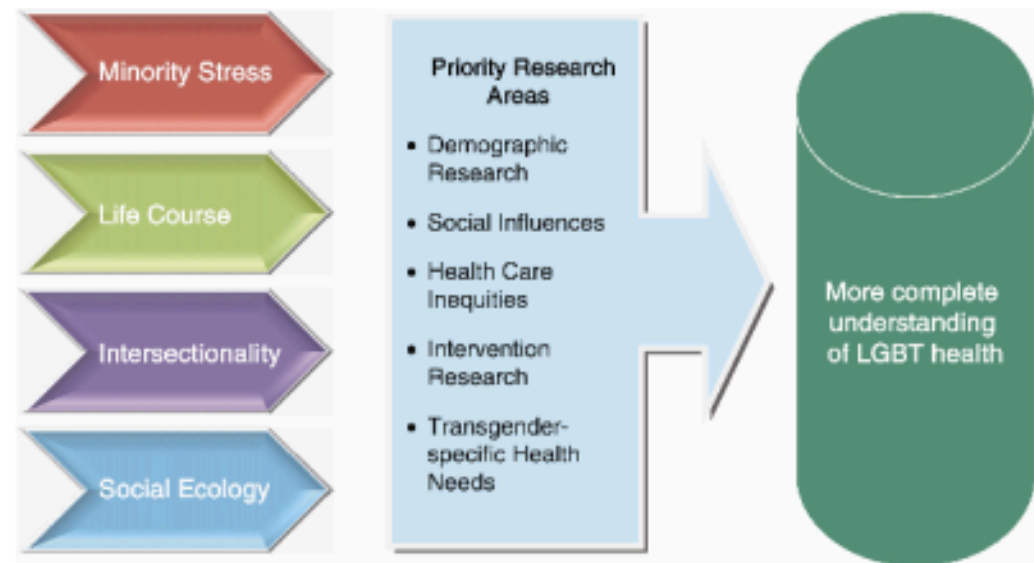 Minority Stress
Life Course
Intersectionality
Social Ecology
Priority Research
Areas
• Demographic
Research
• Social Influences
• Health Care
Inequities
• Intervention
Research
• Transgender-
specific Health
Needs
More complete
understanding
of LGBT health